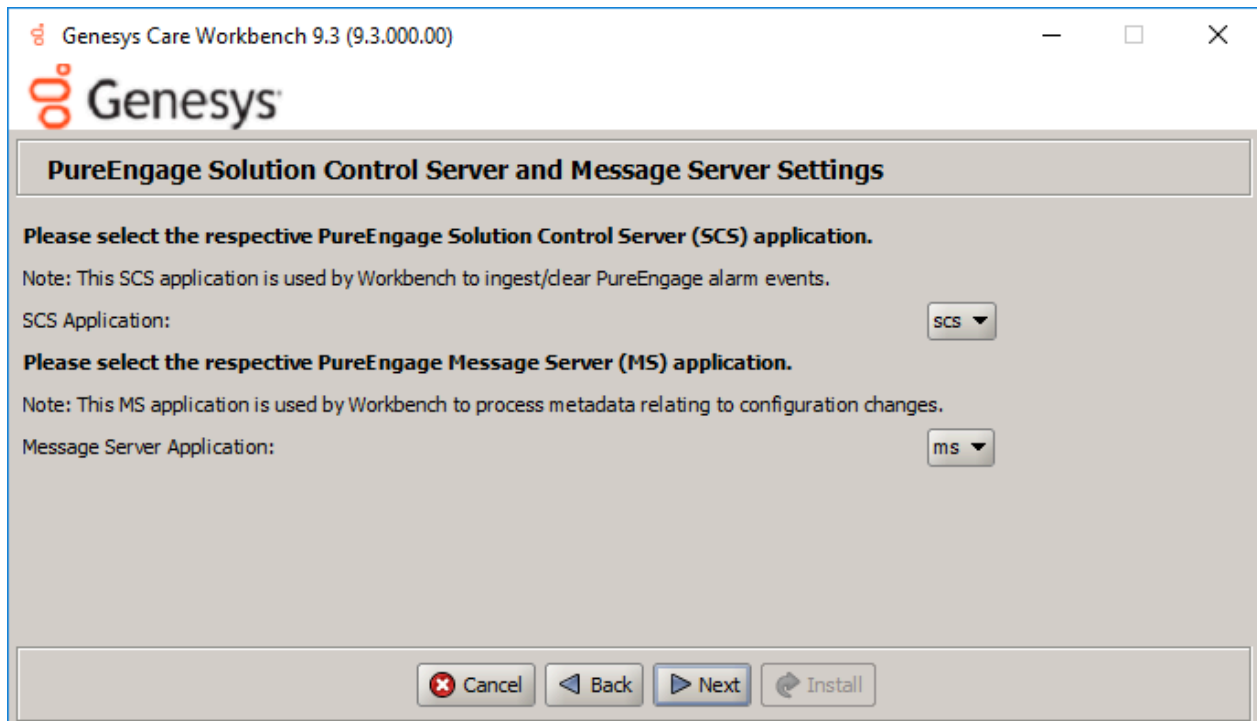 Genesys Care Workbench 9.3 (9.3.000.00)
Genesys
PureEngage Solution Control Server and Message Server Settings
Please select the respective PureEngage Solution Control Server (SCS) application.
Note: This SCS application is used by Workbench to ingest/clear PureEngage alarm events.
SCS Application: scs
Please select the respective PureEngage Message Server (MS) application.
Note: This MS application is used by Workbench to process metadata relating to configuration changes.
Message Server Application: ms
Cancel Back Next Install